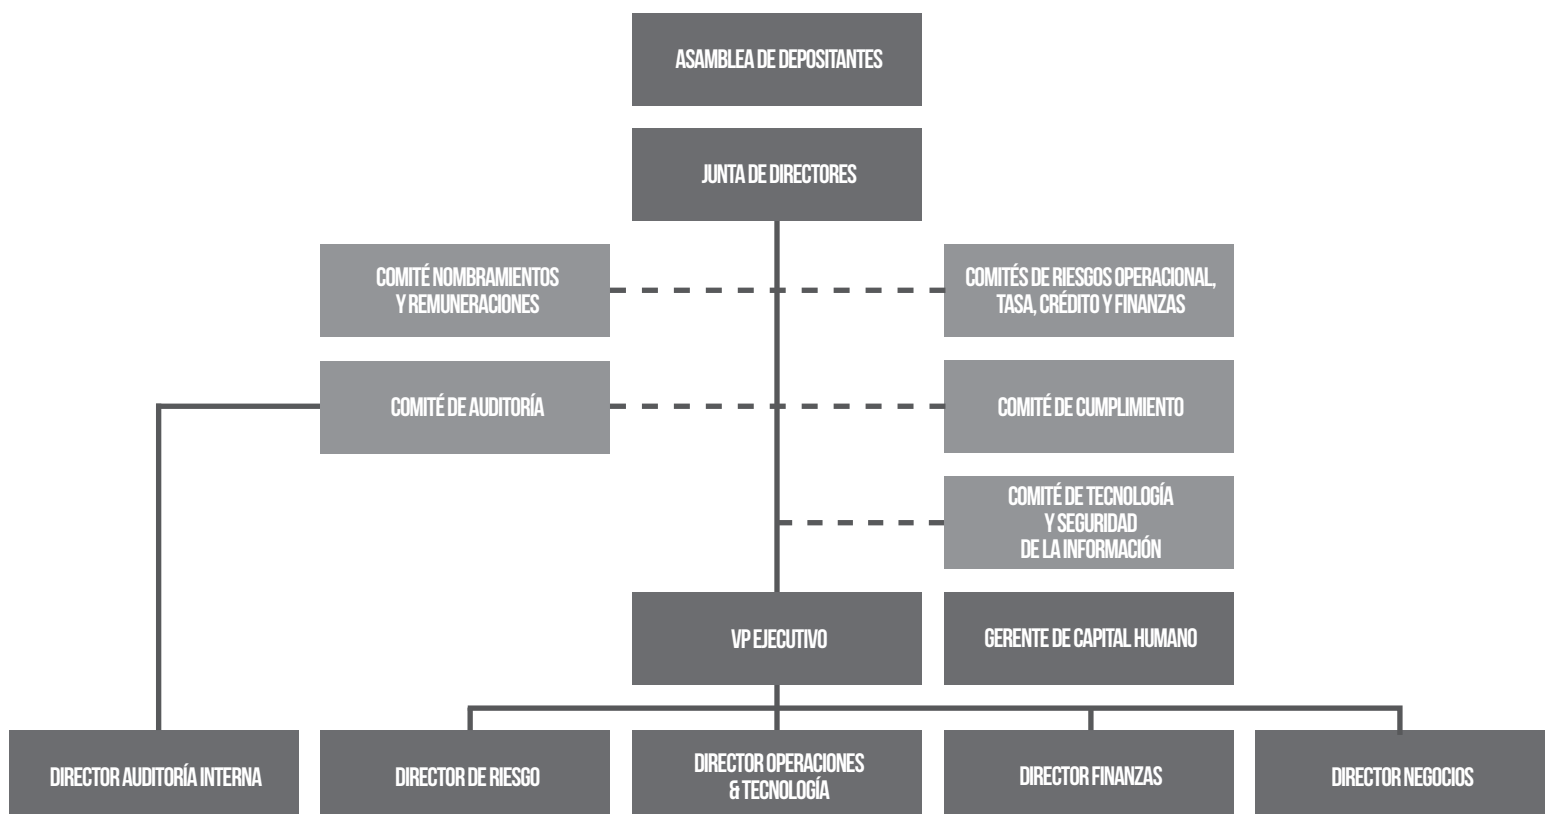 ASAMBLEA DE DEPOSITANTES
JUNTA DE DIRECTORES
COMITÉ NOMBRAMIENTOS
Y REMUNERACIONES
COMITÉS DE RIESGOS OPERACIONAL,
TASA, CRÉDITO Y FINANZAS
COMITÉ DE AUDITORÍA
COMITÉ DE CUMPLIMIENTO
COMITÉ DE TECNOLOGÍA
Y SEGURIDAD
DE LA INFORMACIÓN
VP EJECUTIVO
GERENTE DE CAPITAL HUMANO
DIRECTOR AUDITORÍA INTERNA
DIRECTOR DE RIESGO
DIRECTOR OPERACIONES
& TECNOLOGÍA
DIRECTOR FINANZAS
DIRECTOR NEGOCIOS